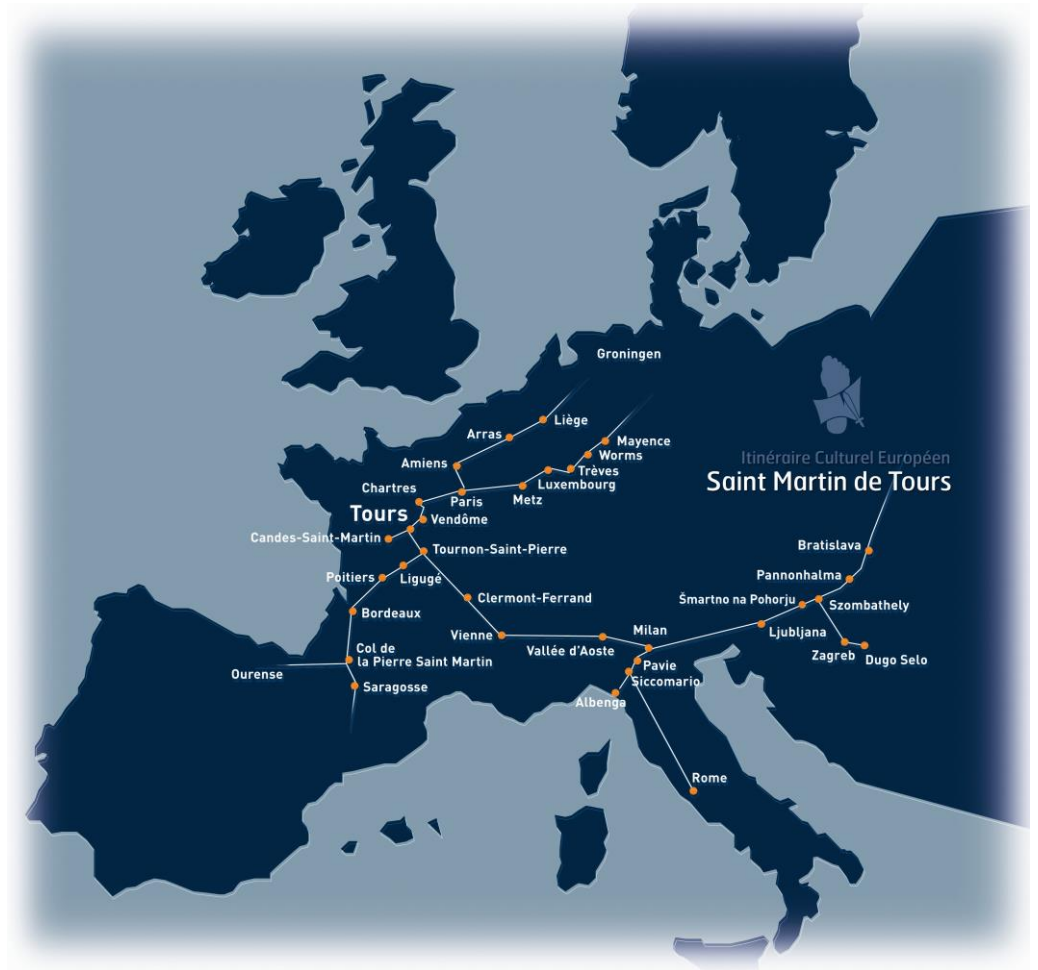 Groningen
Liège
Arras
Mayence
Worms
Amiens
Trèves
Luxembourg
Metz
Chartres
Paris
Tours
Vendôme
Candes-Saint-Martin
Tournon-Saint-Pierre
Poitiers
Ligugé
Clermont-Ferrand
Bordeaux
Vienne
Vallée d'Aoste
Milan
Col de
la Pierre Saint Martin
Ourense
Saragosse
Pavie
Siccomario
Albenga
Rome
Itinéraire Culturel Européen
Saint Martin de Tours
Bratislava
Pannonhalma
Šmartno na Pohorju
Szombathely
Ljubljana
Zagreb
Dugo Selo